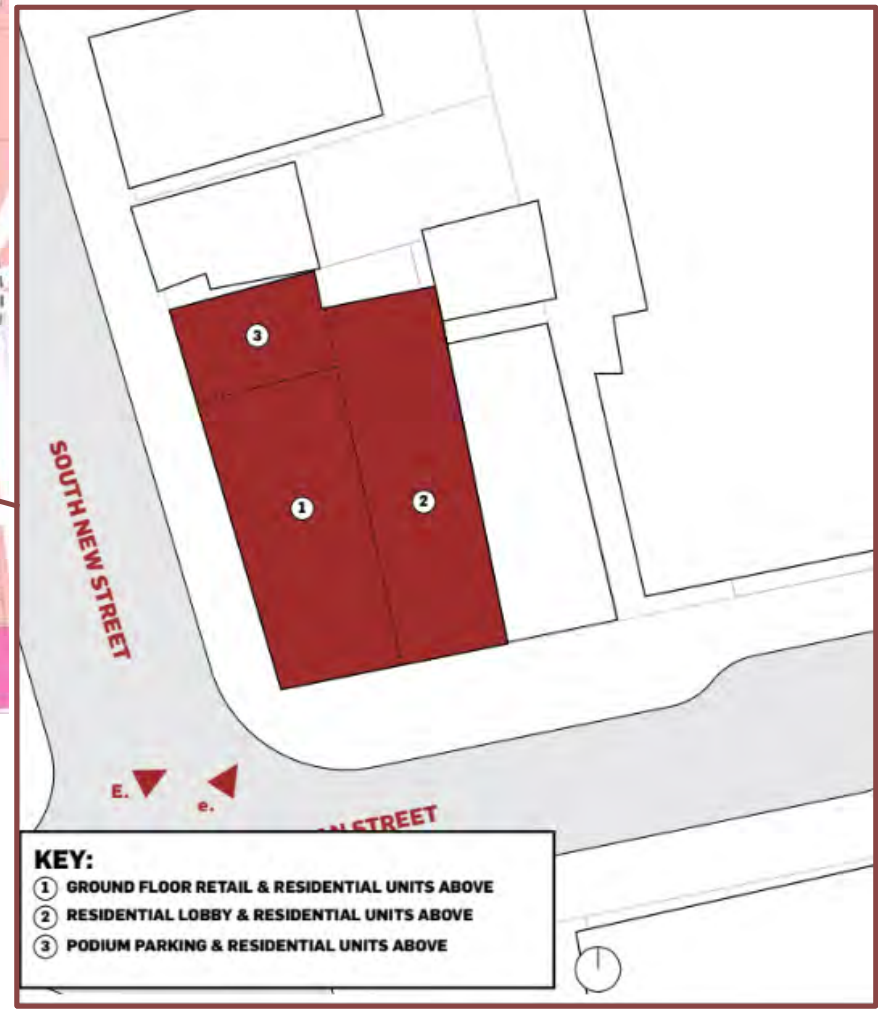 3
1
2
SOUTH NEW STREET
E.
e.
STREET
KEY:
1 GROUND FLOOR RETAIL & RESIDENTIAL UNITS ABOVE
2 RESIDENTIAL LOBBY & RESIDENTIAL UNITS ABOVE
3 PODIUM PARKING & RESIDENTIAL UNITS ABOVE